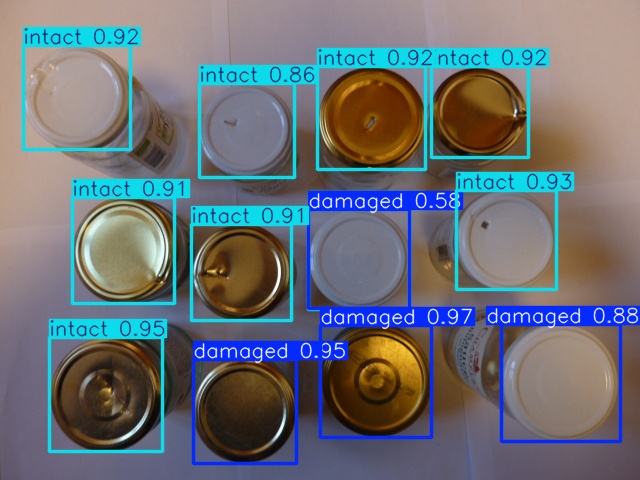 intact 0.92
intact 0.86
intact 0.92
ntact 0.92
intact 0.91
intact 0.91
damaged 0.58
intact 0.93
intact 0.95
damaged 0.95
damaged 0.97
damaged 0.88